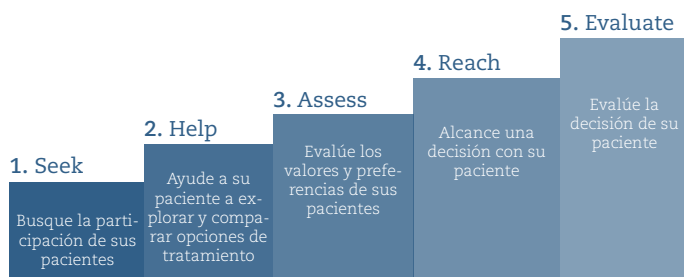 1. Seek
Busque la parti-
cipación de sus
pacientes
2. Help
Ayude a su
paciente a ex-
plorar y compa-
rar opciones de
tratamiento
3. Assess
Evalúe los
valores y prefe-
rencias de sus
pacientes
4. Reach
Alcance una
decisión con su
paciente
5. Evaluate
Evalúe la
decisión de su
paciente